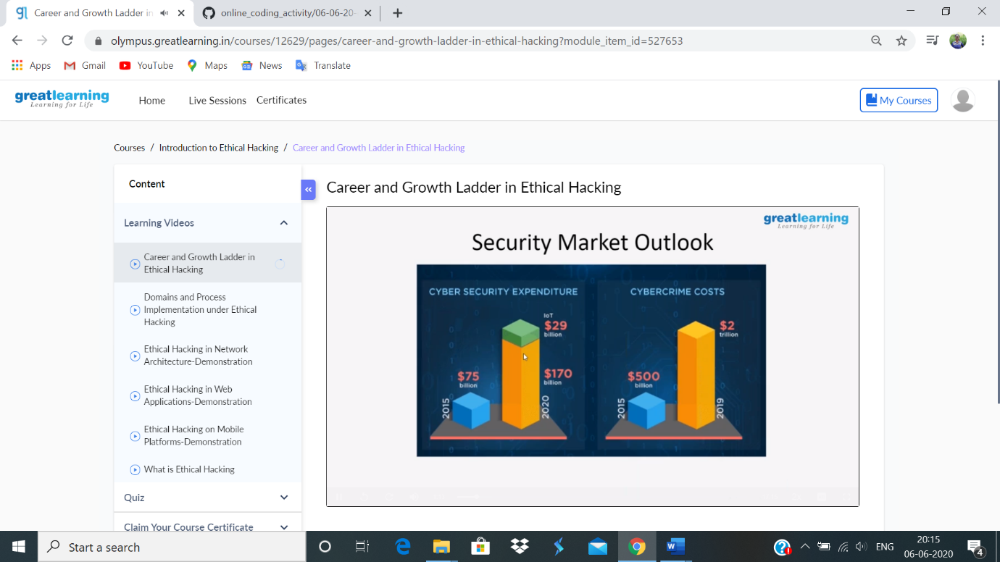 Career and Growth Ladder in
online_coding_activity/06-06-20-
olympus.greatlearning.in/courses/12629/pages/career-and-growth-ladder-in-ethical-hacking?module_item_id=527653
Apps Gmail YouTube Maps News Translate
greatlearning
Learning for Life
Home Live Sessions Certificates
My Courses
Courses / Introduction to Ethical Hacking / Career and Growth Ladder in Ethical Hacking
Content
Learning Videos
Career and Growth Ladder in
Ethical Hacking
Domains and Process
Implementation under Ethical
Hacking
Ethical Hacking in Network
Architecture-Demonstration
Ethical Hacking in Web
Applications-Demonstration
Ethical Hacking on Mobile
Platforms-Demonstration
What is Ethical Hacking
Quiz
Claim Your Course Certificate
Career and Growth Ladder in Ethical Hacking
greatlearning
Learning for Life
Security Market Outlook
CYBER SECURITY EXPENDITURE
IoT
$29
billion
$75
billion
$170
billion
2015
2020
CYBERCRIME COSTS
$2
trillion
$500
billion
2015
2019
Start a search
ENG
20:15
06-06-2020
4